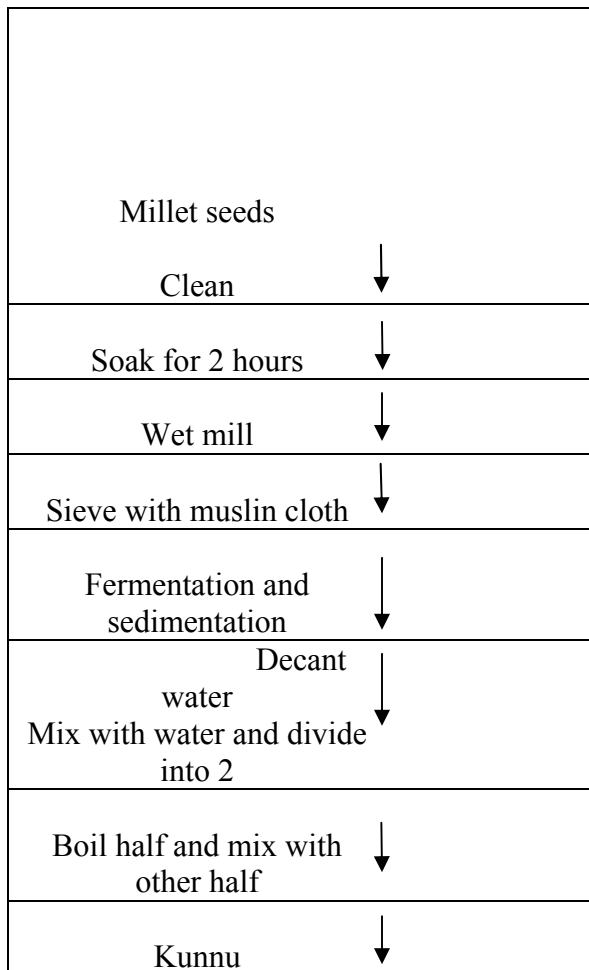 Millet seeds
Clean
Soak for 2 hours
Wet mill
Sieve with muslin cloth
Fermentation and
sedimentation
Decant
water
Mix with water and divide
into 2
Boil half and mix with
other half
Kunnu